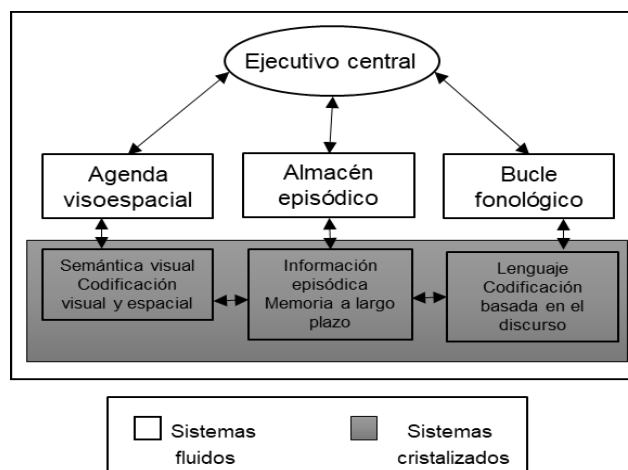 Ejecutivo central
Agenda
visoespacial
Almacén
episódico
Bucle
fonológico
Semántica visual
Codificación
visual y espacial
Información
episódica
Memoria a largo
plazo
Lenguaje
Codificación
basada en el
discurso
Sistemas
fluidos
Sistemas
cristalizados